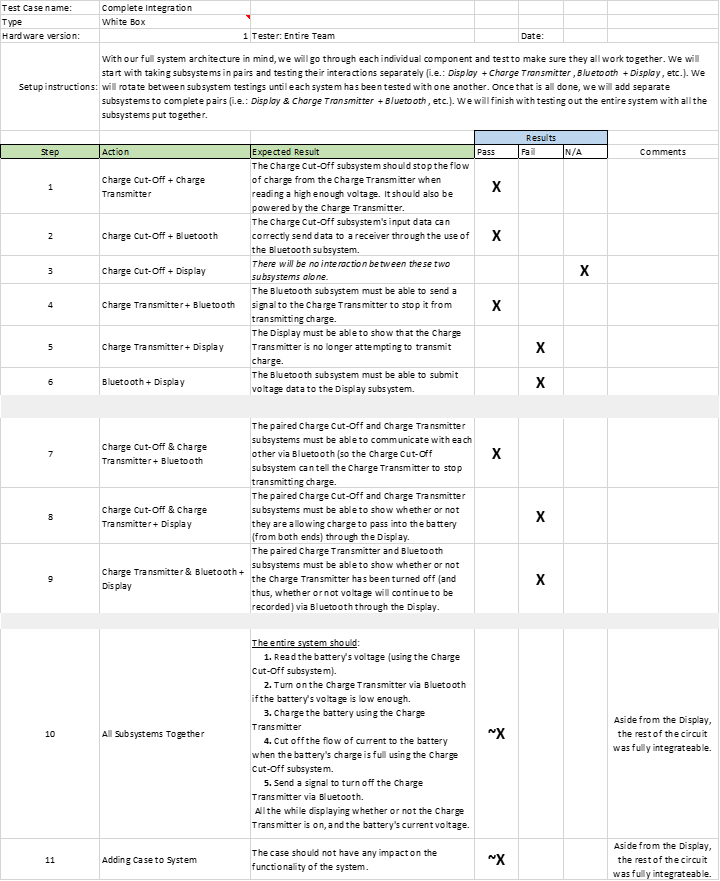 Test Case name: Complete Integration
Type White Box
Hardware version: 1 Tester: Entire Team Date:
Setup instructions:
With our full system architecture in mind, we will go through each individual component and test to make sure they all work together. We will
start with taking subsystems in pairs and testing their interactions separately (i.e.: Display + Charge Transmitter, Bluetooth + Display, etc.). We
will rotate between subsystem testings until each system has been tested with one another. Once that is all done, we will add separate
subsystems to complete pairs (i.e.: Display & Charge Transmitter + Bluetooth, etc.). We will finish with testing out the entire system with all the
subsystems put together.
Results
Step Action Expected Result Pass Fail N/A Comments
1
Charge Cut-Off + Charge
Transmitter
The Charge Cut-Off subsystem should stop the flow
of charge from the Charge Transmitter when
reading a high enough voltage. It should also be
powered by the Charge Transmitter.
X
2
Charge Cut-Off + Bluetooth
The Charge Cut-Off subsystem's input data can
correctly send data to a receiver through the use of
the Bluetooth subsystem.
X
3
Charge Cut-Off + Display
There will be no interaction between these two
subsystems alone.
X
4
Charge Transmitter + Bluetooth
The Bluetooth subsystem must be able to send a
signal to the Charge Transmitter to stop it from
transmitting charge.
X
5
Charge Transmitter + Display
The Display must be able to show that the Charge
Transmitter is no longer attempting to transmit
charge.
X
6
Bluetooth + Display
The Bluetooth subsystem must be able to submit
voltage data to the Display subsystem.
X
7
Charge Cut-Off & Charge
Transmitter + Bluetooth
The paired Charge Cut-Off and Charge Transmitter
subsystems must be able to communicate with each
other via Bluetooth (so the Charge Cut-Off
subsystem can tell the Charge Transmitter to stop
transmitting charge.
X
8
Charge Cut-Off & Charge
Transmitter + Display
The paired Charge Cut-Off and Charge Transmitter
subsystems must be able to show whether or not
they are allowing charge to pass into the battery
(from both ends) through the Display.
X
9
Charge Transmitter & Bluetooth +
Display
The paired Charge Transmitter and Bluetooth
subsystems must be able to show whether or not
the Charge Transmitter has been turned off (and
thus, whether or not voltage will continue to be
recorded) via Bluetooth through the Display.
X
10
All Subsystems Together
The entire system should:
1. Read the battery's voltage (using the Charge
Cut-Off subsystem).
2. Turn on the Charge Transmitter via Bluetooth
if the battery's voltage is low enough.
3. Charge the battery using the Charge
Transmitter
4. Cut off the flow of current to the battery
when the battery's charge is full using the Charge
Cut-Off subsystem.
5. Send a signal to turn off the Charge
Transmitter via Bluetooth.
All the while displaying whether or not the Charge
Transmitter is on, and the battery's current voltage.
~X
Aside from the Display,
the rest of the circuit
was fully integrateable.
11
Adding Case to System
The case should not have any impact on the
functionality of the system.
~X
Aside from the Display,
the rest of the circuit
was fully integrateable.